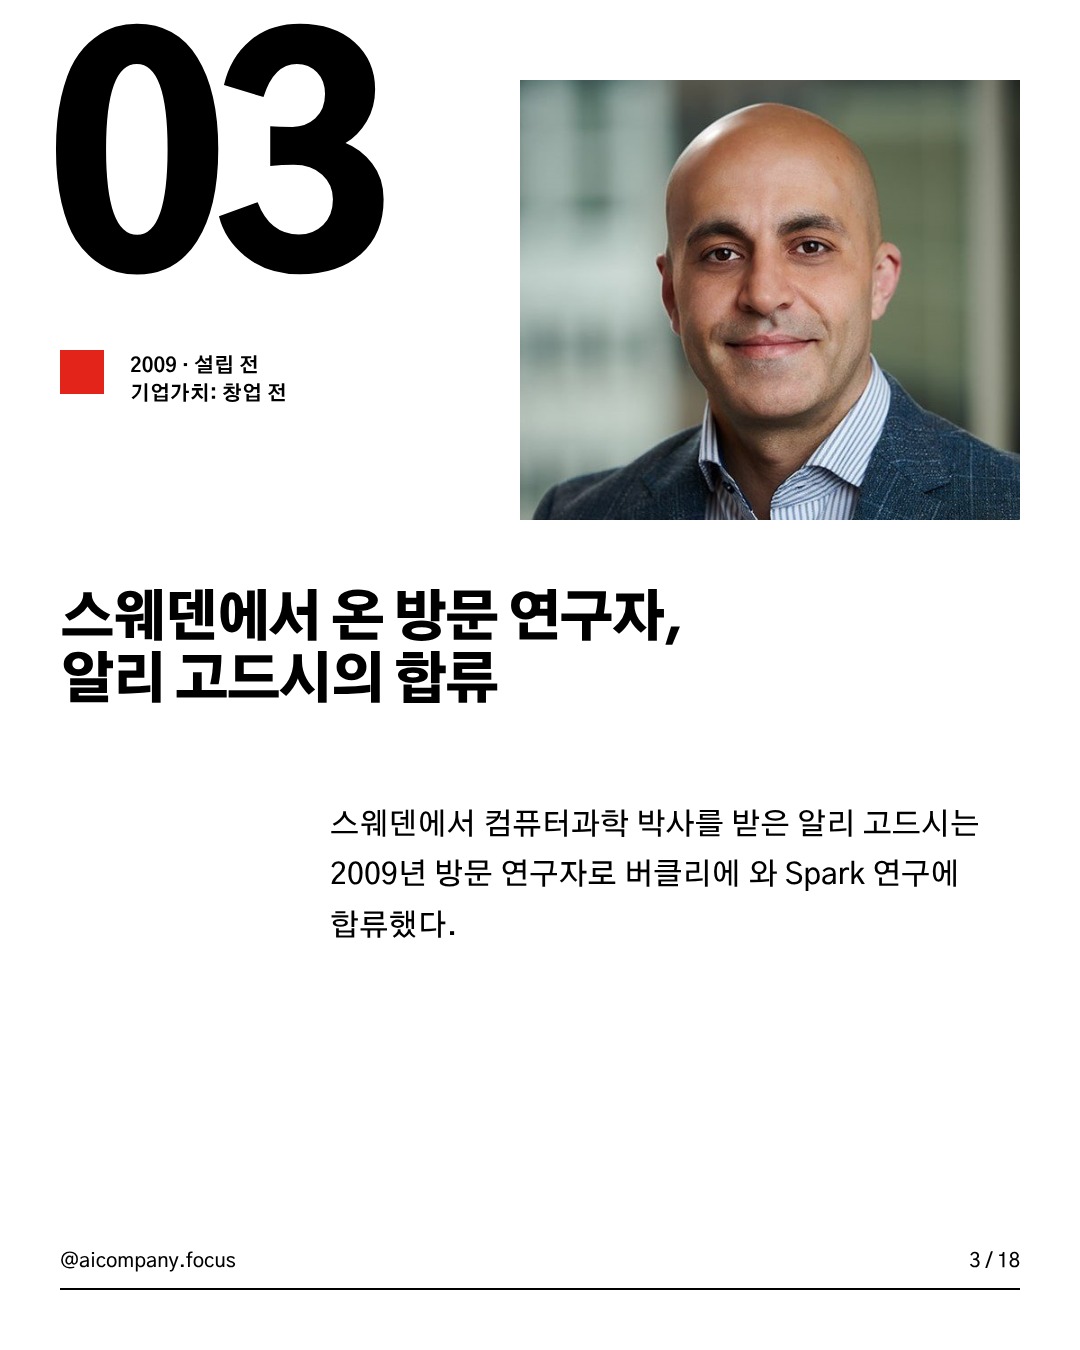 03
2009 · 설립 전
기업가치: 창업 전
스웨덴에서 온 방문 연구자,
알리 고드시의 합류
스웨덴에서 컴퓨터과학 박사를 받은 알리 고드시는
2009년 방문 연구자로 버클리에 와 Spark 연구에
합류했다.
@aicompany.focus
3 / 18